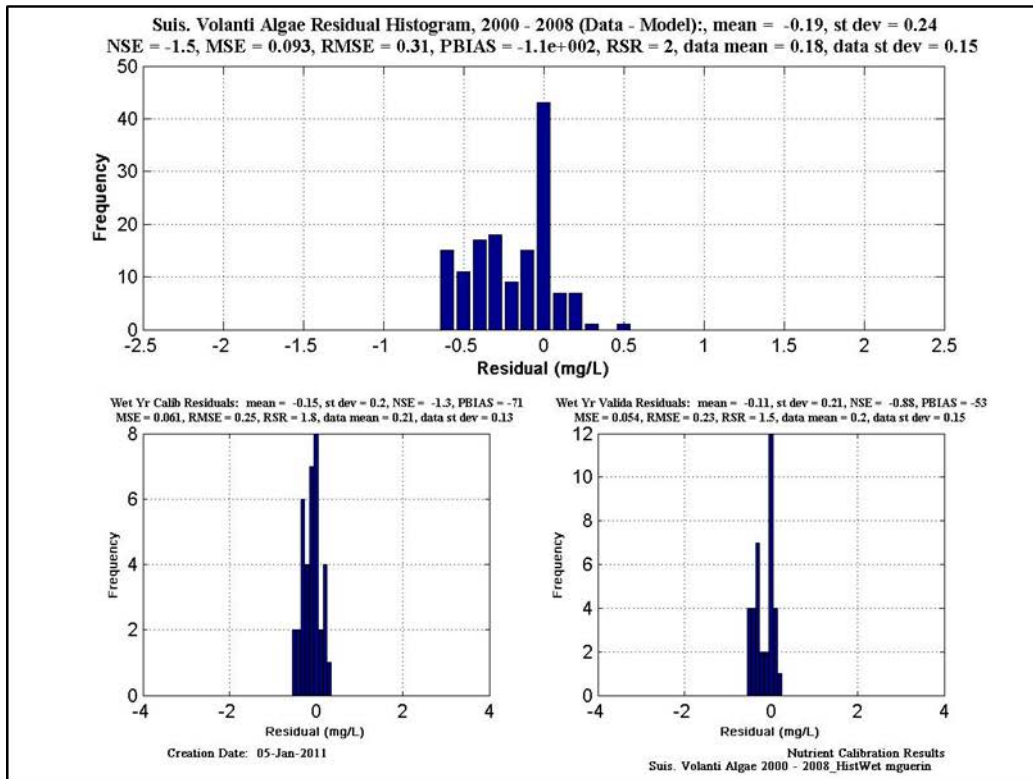 Suis. Volanti Algae Residual Histogram, 2000 - 2008 (Data - Model):, mean = -0.19, st dev = 0.24
NSE = -1.5, MSE = 0.093, RMSE = 0.31, PBIAS = -1.1e+002, RSR = 2, data mean = 0.18, data st dev = 0.15
50
40
30
20
10
0
Frequency
-2.5 -2 -1.5 -1 -0.5 0 0.5 1 1.5 2 2.5
Residual (mg/L)
Wet Yr Calib Residuals: mean = -0.15, st dev = 0.2, NSE = -1.3, PBIAS = -71
MSE = 0.061, RMSE = 0.25, RSR = 1.8, data mean = 0.21, data st dev = 0.13
8
6
4
2
0
Frequency
-4 -2 0 2 4
Residual (mg/L)
Wet Yr Valida Residuals: mean = -0.11, st dev = 0.21, NSE = -0.88, PBIAS = -53
MSE = 0.054, RMSE = 0.23, RSR = 1.5, data mean = 0.2, data st dev = 0.15
12
10
8
6
4
2
0
Frequency
-4 -2 0 2 4
Residual (mg/L)
Creation Date: 05-Jan-2011
Nutrient Calibration Results
Suis. Volanti Algae 2000 - 2008_HistWet mguerin